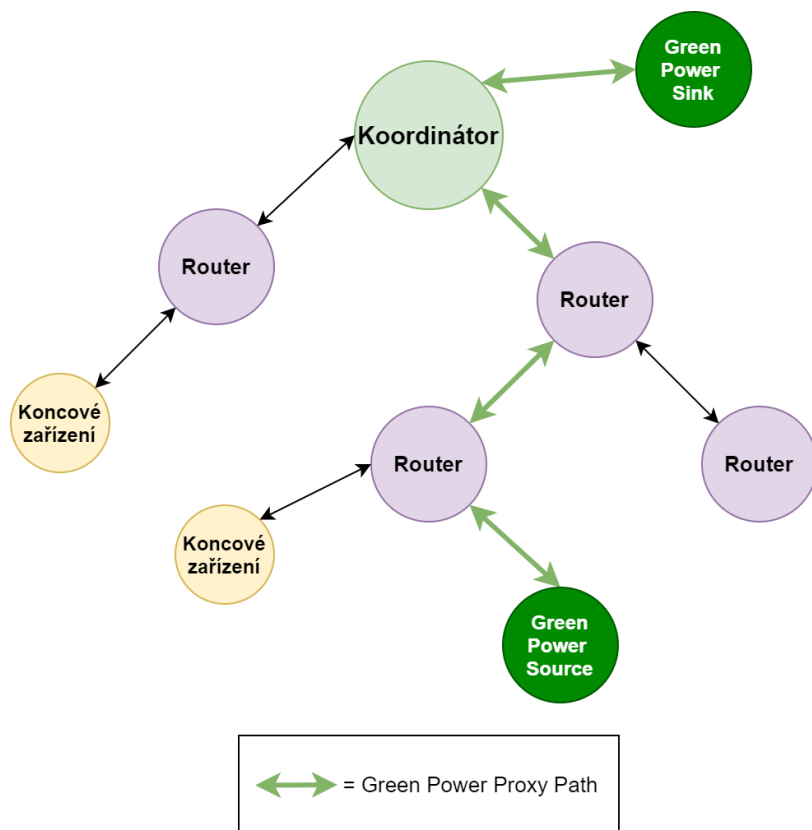 Green
Power
Sink
Koordinátor
Router
Router
Koncové
zařízení
Router
Router
Koncové
zařízení
Green
Power
Source
= Green Power Proxy Path